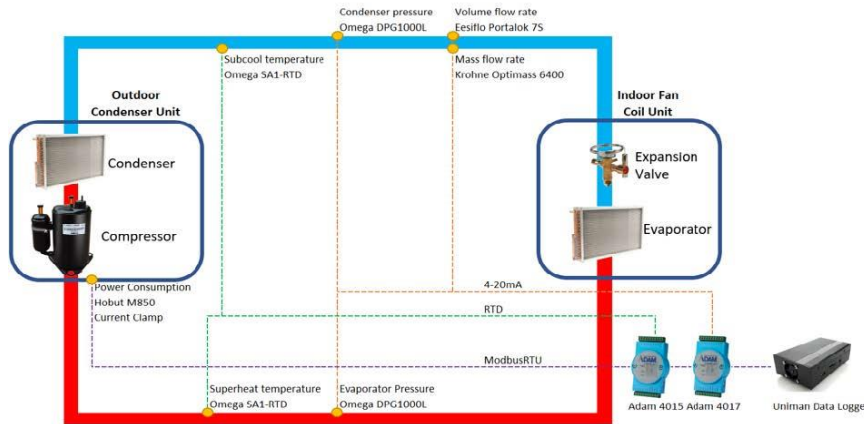 Condenser pressure
Omega DPG1000L
Volume flow rate
Eesiflo Portalok 7S
Subcool temperature
Omega SA1-RTD
Mass flow rate
Krohne Optimass 6400
Outdoor
Condenser Unit
Indoor Fan
Coil Unit
Condenser
Compressor
Expansion
Valve
Evaporator
Power Consumption
Hobut M850
Current Clamp
4-20mA
RTD
ModbusRTU
ADAM
ADAM
Superheat temperature
Omega SA1-RTD
Evaporator Pressure
Omega DPG1000L
Adam 4015
Adam 4017
Uniman Data Logge